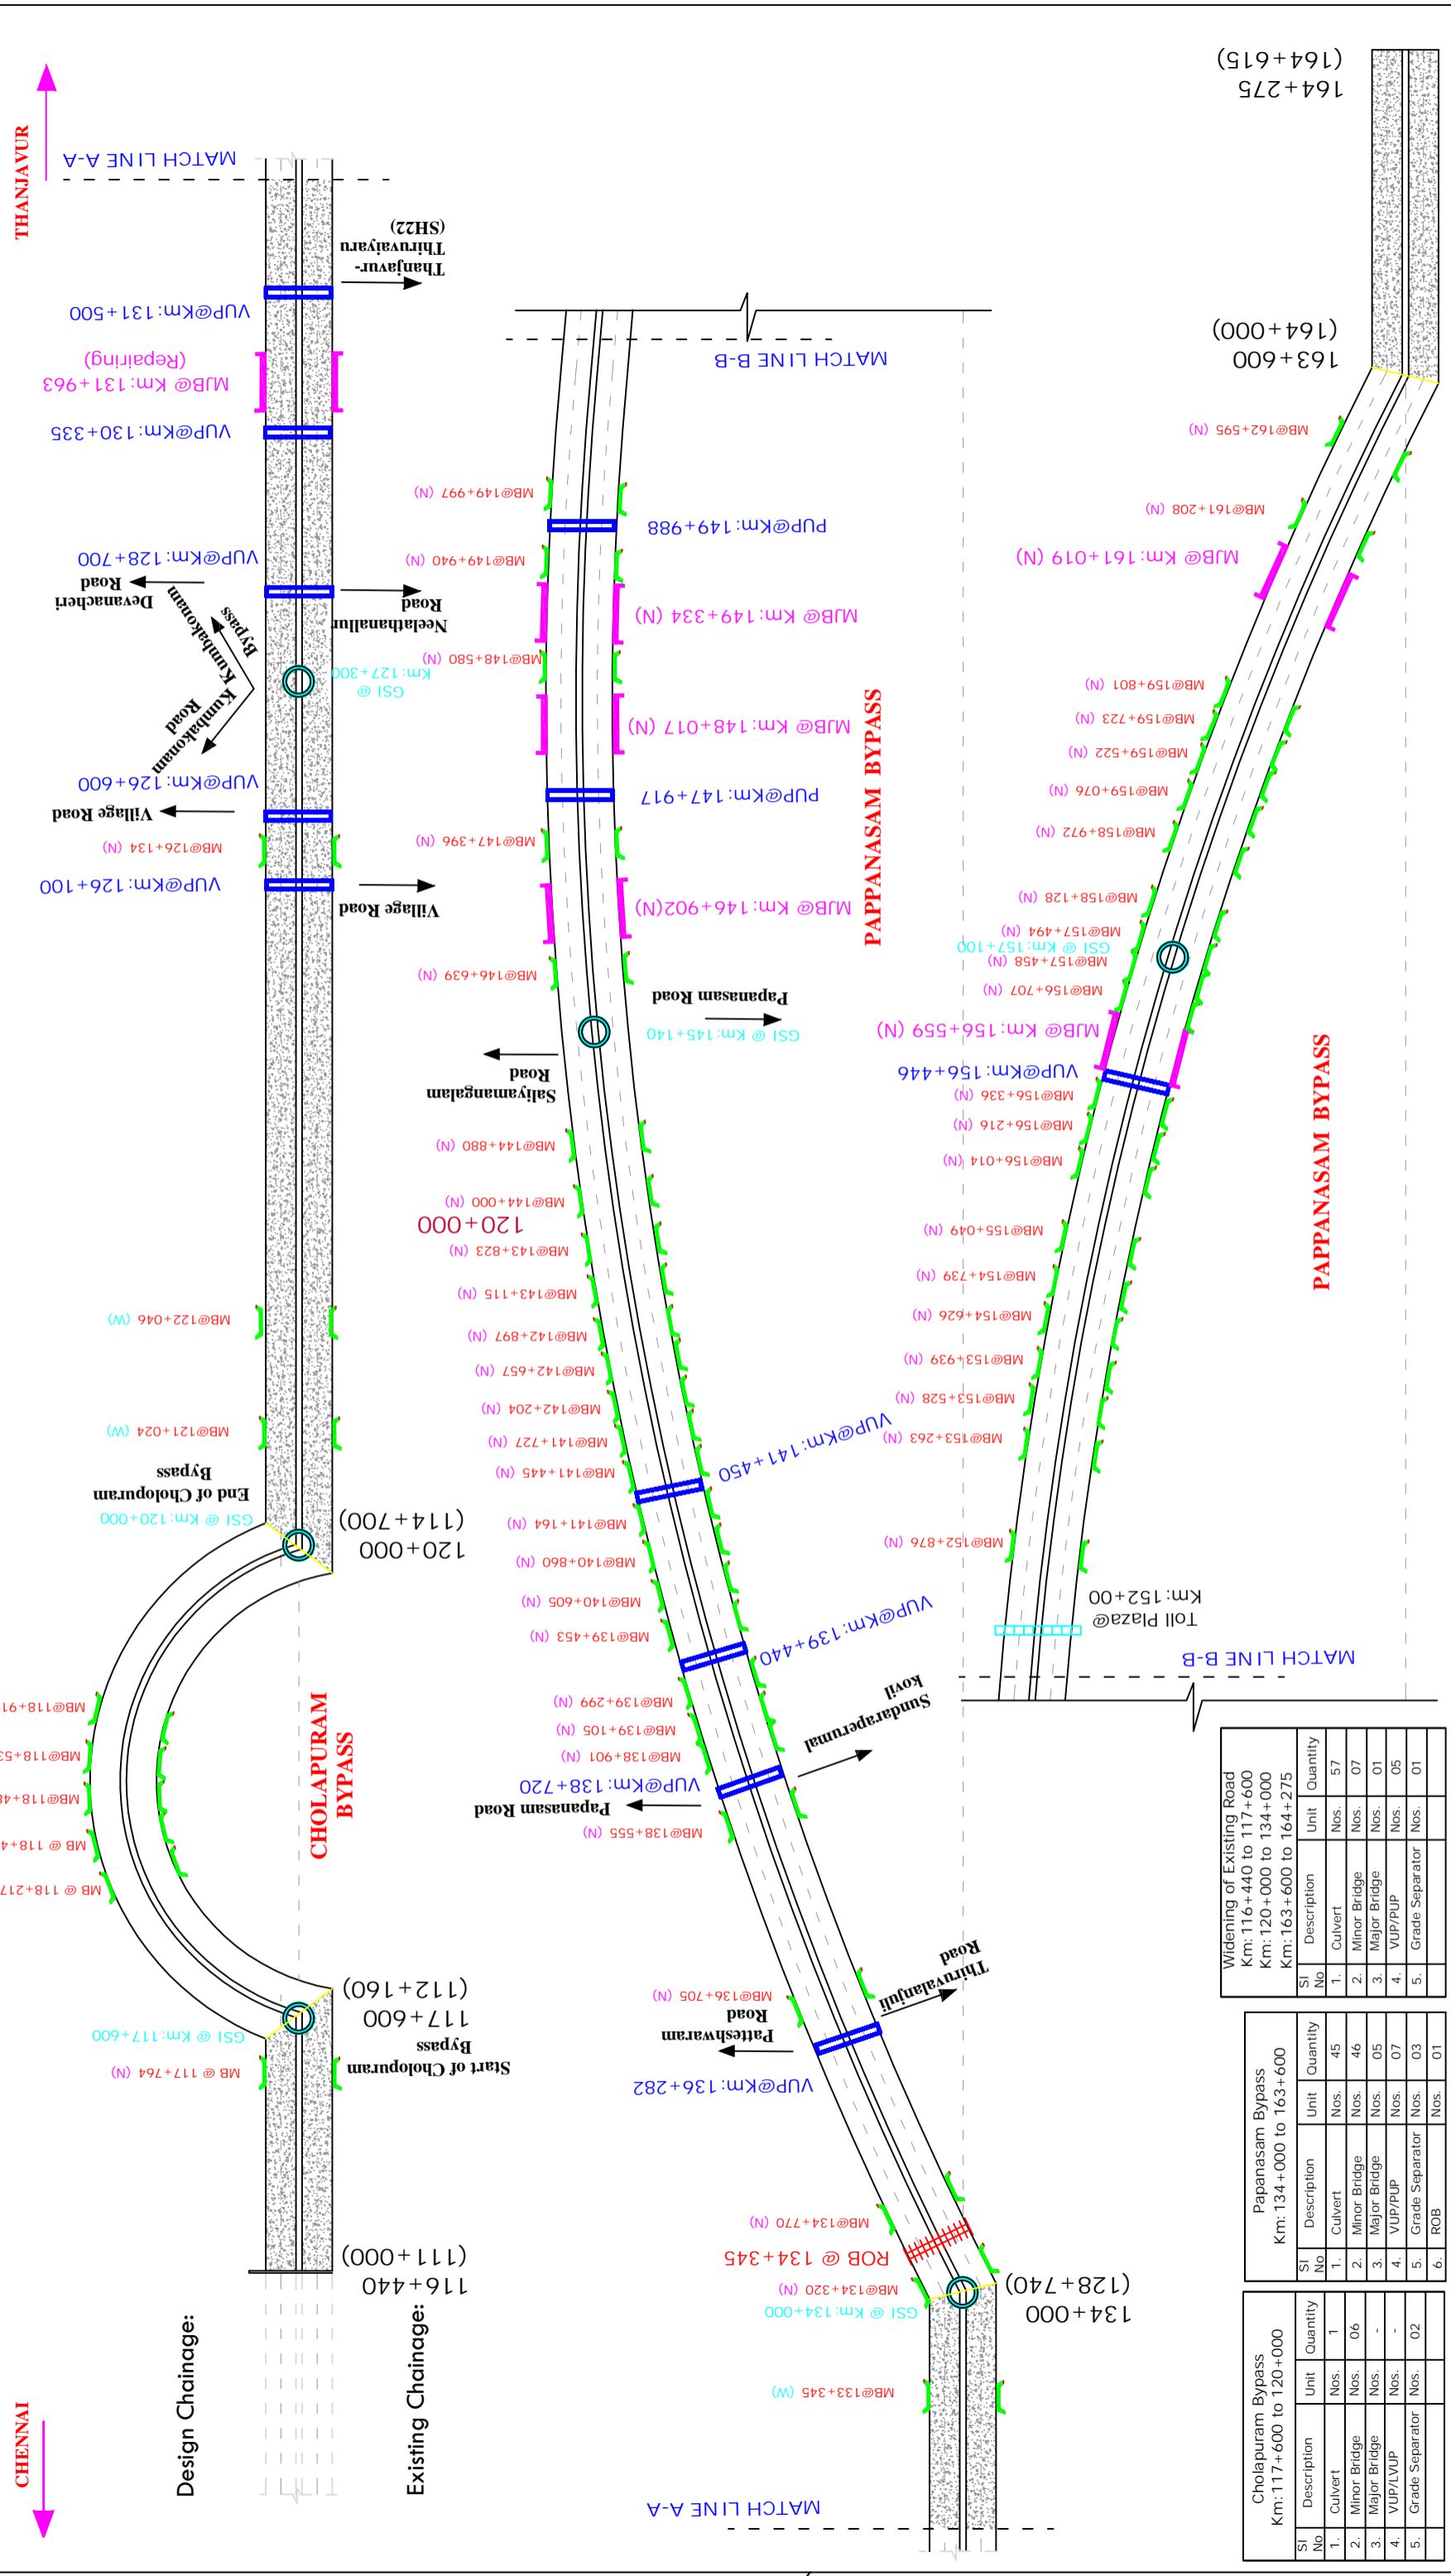 CHENNAI
THANJAVUR
Design Chainage:
Existing Chainage:
116+440
(111+000)
MB @ 117+764 (N)
Start of Cholopuram
Bypass
GSI @ Km:117+600
117+600
(112+160)
MB @ 118+217
MB @ 118+4
MB@118+48
MB@118+53
MB@118+91
CHOLAPURAM
BYPASS
120+000
(114+700)
GSI @ Km:120+000
End of Cholopuram
Bypass
MB@121+024 (W)
MB@122+046 (W)
VUP@Km:126+100
Village Road
MB@126+134 (N)
Village Road
VUP@Km:126+600
Kumbakonam
Road
GSI @
Km:127+300
Kumbakonam
Bypass
Neelathanallur
Road
Devanacheri
Road
VUP@Km:128+700
VUP@Km:130+335
MJB@ Km:131+963
(Repairing)
VUP@Km:131+500
Thanjavur-
Thiruvaiyaru
(SH22)
MATCH LINE A-A
MATCH LINE A-A
MB@133+345 (W)
134+000
(128+740)
GSI @ Km:134+000
MB@134+320 (N)
ROB @ 134+345
MB@134+770 (N)
VUP@Km:136+282
Patteshwaram
Road
Thiruvalanjuli
Road
MB@136+705 (N)
MB@138+555 (N)
Papanasam Road
VUP@Km:138+720
Sundaraperumal
kovil
MB@138+901 (N)
MB@139+105 (N)
MB@139+299 (N)
VUP@Km:139+440
MB@139+453 (N)
MB@140+605 (N)
MB@140+860 (N)
MB@141+164 (N)
VUP@Km:141+450
MB@141+445 (N)
MB@141+727 (N)
MB@142+204 (N)
MB@142+657 (N)
MB@142+897 (N)
MB@143+115 (N)
MB@143+823 (N)
120+000
MB@144+000 (N)
MB@144+880 (N)
Saliyamangalam
Road
GSI @ Km:145+140
Papanasam Road
MB@146+639 (N)
MJB@ Km:146+902(N)
MB@147+396 (N)
PUP@Km:147+917
MJB@ Km:148+017 (N)
MB@148+580 (N)
MJB@ Km:149+334 (N)
MB@149+940 (N)
PUP@Km:149+988
MB@149+997 (N)
PAPPANASAM BYPASS
MATCH LINE B-B
MATCH LINE B-B
Toll Plaza@
Km:152+00
MB@152+876 (N)
MB@153+263 (N)
MB@153+528 (N)
MB@153+939 (N)
MB@154+626 (N)
MB@154+739 (N)
MB@155+049 (N)
MB@156+014 (N)
MB@156+216 (N)
MB@156+336 (N)
VUP@Km:156+446
MJB@ Km:156+559 (N)
MB@156+707 (N)
MB@157+458 (N)
GSI @ Km:157+100
MB@157+494 (N)
MB@158+128 (N)
MB@158+972 (N)
MB@159+076 (N)
MB@159+522 (N)
MB@159+723 (N)
MB@159+801 (N)
MJB@ Km:161+019 (N)
MB@161+208 (N)
MB@162+595 (N)
PAPPANASAM BYPASS
163+600
(164+000)
164+275
(164+615)
Cholapuram Bypass
Km:117+600 to 120+000
Sl No Description Unit Quantity
1. Culvert Nos. 1
2. Minor Bridge Nos. 06
3. Major Bridge Nos. -
4. VUP/LVUP Nos. -
5. Grade Separator Nos. 02
Papanasam Bypass
Km:134+000 to 163+600
Sl No Description Unit Quantity
1. Culvert Nos. 45
2. Minor Bridge Nos. 46
3. Major Bridge Nos. 05
4. VUP/PUP Nos. 07
5. Grade Separator Nos. 03
6. ROB Nos. 01
Widening of Existing Road
Km:116+440 to 117+600
Km:120+000 to 134+000
Km:163+600 to 164+275
Sl No Description Unit Quantity
1. Culvert Nos. 57
2. Minor Bridge Nos. 07
3. Major Bridge Nos. 01
4. VUP/PUP Nos. 05
5. Grade Separator Nos. 01